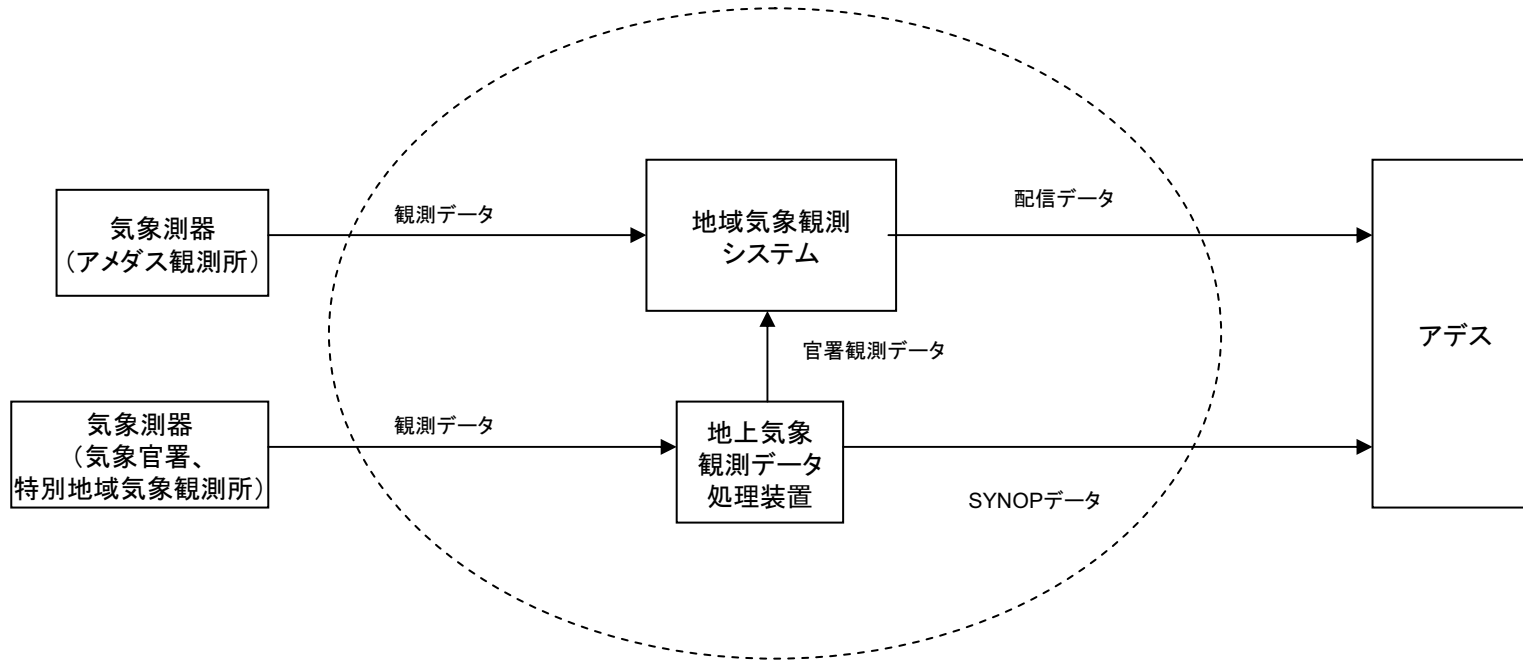 気象測器
（アメダス観測所）
観測データ
地域気象観測
システム
配信データ
アデス
官署観測データ
気象測器
（気象官署、
特別地域気象観測所）
観測データ
地上気象
観測データ
処理装置
SYNOPデータ